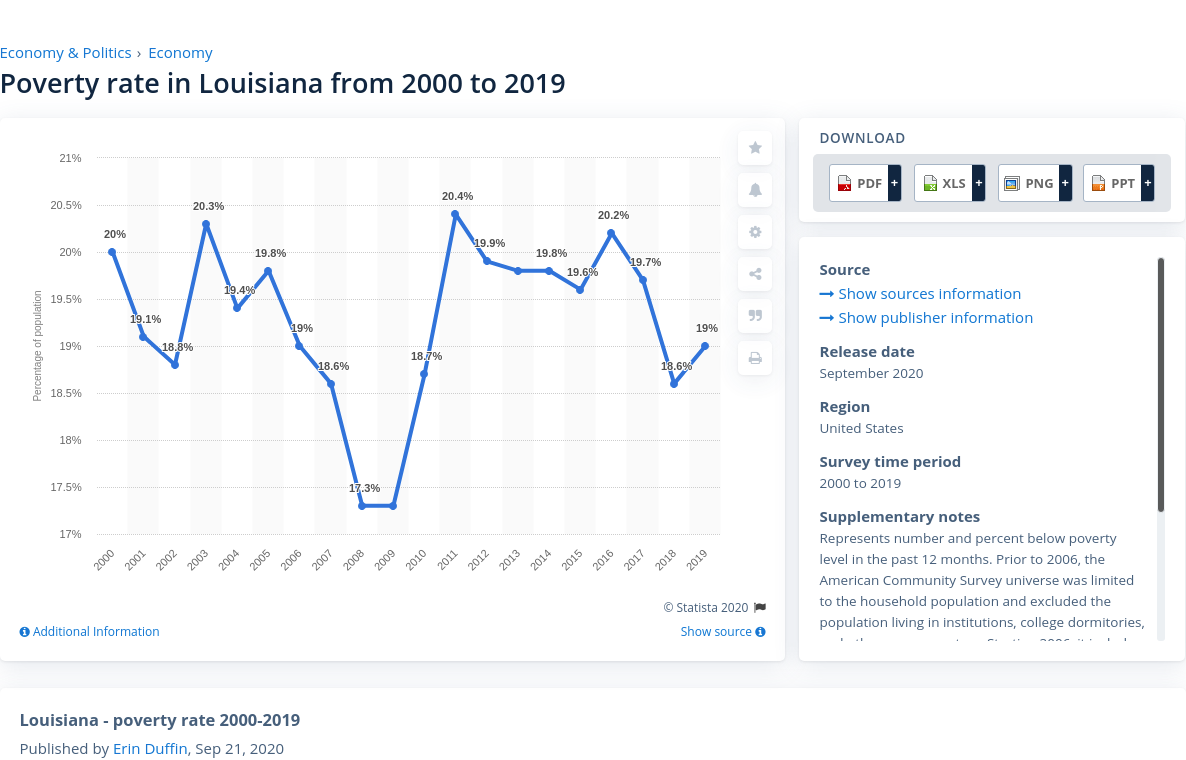 Economy & Politics › Economy
Poverty rate in Louisiana from 2000 to 2019
21%
20.5%
20%
19.5%
19%
18.5%
18%
17.5%
17%
Percentage of population
20%
19.1%
18.8%
20.3%
19.4%
19.8%
19%
18.6%
17.3%
18.7%
20.4%
19.9%
19.8%
19.6%
20.2%
19.7%
18.6%
19%
2000
2001
2002
2003
2004
2005
2006
2007
2008
2009
2010
2011
2012
2013
2014
2015
2016
2017
2018
2019
© Statista 2020
Additional Information
Show source
DOWNLOAD
PDF + XLS + PNG + PPT +
Source
Show sources information
Show publisher information
Release date
September 2020
Region
United States
Survey time period
2000 to 2019
Supplementary notes
Represents number and percent below poverty
level in the past 12 months. Prior to 2006, the
American Community Survey universe was limited
to the household population and excluded the
population living in institutions, college dormitories,
Louisiana - poverty rate 2000-2019
Published by Erin Duffin, Sep 21, 2020